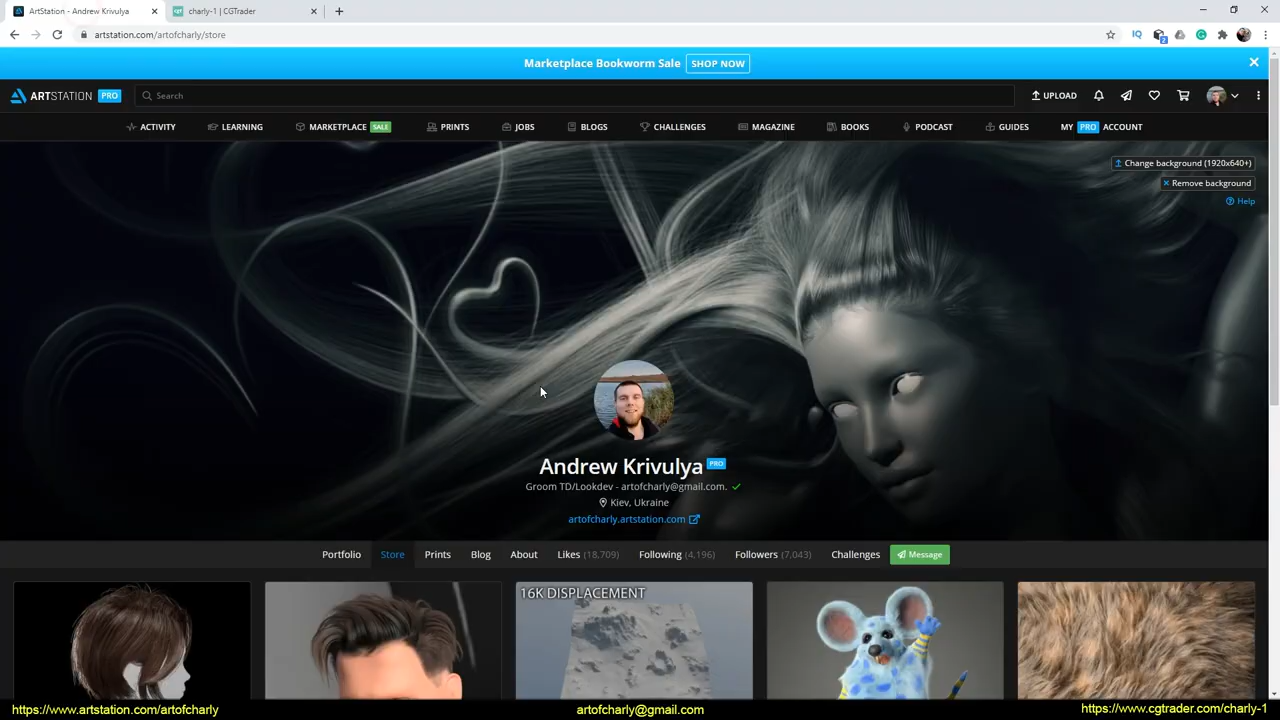 ArtStation - Andrew Krivulya
charly-1 | CGTrader
artstation.com/artofcharly/store
Marketplace Bookworm Sale SHOP NOW
ARTSTATION PRO Search UPLOAD
ACTIVITY LEARNING MARKETPLACE SALE PRINTS JOBS BLOGS CHALLENGES MAGAZINE BOOKS PODCAST GUIDES MY PRO ACCOUNT
Change background (1920x640+)
Remove background
Help
Andrew Krivulya PRO
Groom TD/Lookdev - artofcharly@gmail.com.
Kiev, Ukraine
artofcharly.artstation.com
Portfolio Store Prints Blog About Likes (18,709) Following (4,196) Followers (7,043) Challenges Message
16K DISPLACEMENT
https://www.artstation.com/artofcharly artofcharly@gmail.com https://www.cgtrader.com/charly-1